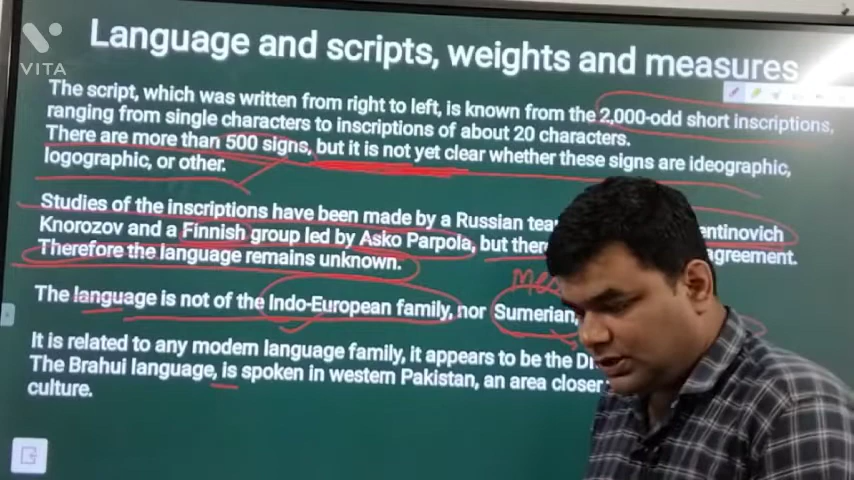 VITA
Language and scripts, weights and measures
The script, which was written from right to left, is known from the 2,000-odd short inscriptions,
ranging from single characters to inscriptions of about 20 characters.
There are more than 500 signs, but it is not yet clear whether these signs are ideographic,
logographic, or other.
Studies of the inscriptions have been made by a Russian entinovich
Knorozov and a Finnish group led by Asko Parpola, but agreement.
Therefore the language remains unknown.
The language is not of the Indo-European family, nor Sumerian,
It is related to any modern language family, it appears to be the
The Brahui language, is spoken in western Pakistan, an area closer
culture.